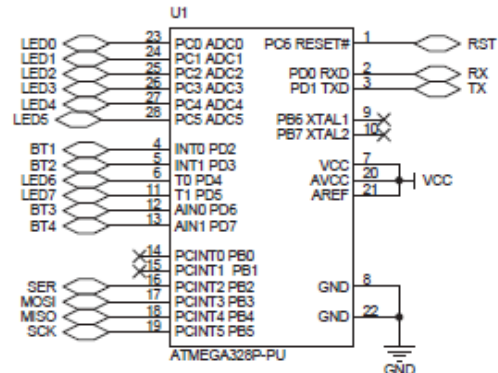 U1
LED0 23 PC0 ADC0 PC6 RESET# 1 RST
LED1 24 PC1 ADC1
LED2 25 PC2 ADC2 PD0 RXD 2 RX
LED3 26 PC3 ADC3 PD1 TXD 3 TX
LED4 27 PC4 ADC4
LED5 28 PC5 ADC5 PB6 XTAL1 9
PB7 XTAL2 10
BT1 4 INT0 PD2
BT2 5 INT1 PD3 VCC 7
LED6 6 T0 PD4 AVCC 20 VCC
LED7 11 T1 PD5 AREF 21
BT3 12 AIN0 PD6
BT4 13 AIN1 PD7
14 PCINT0 PB0
15 PCINT1 PB1
SER 16 PCINT2 PB2 GND 8
MOSI 17 PCINT3 PB3
MISO 18 PCINT4 PB4 GND 22
SCK 19 PCINT5 PB5
ATMEGA328P-PU
GND